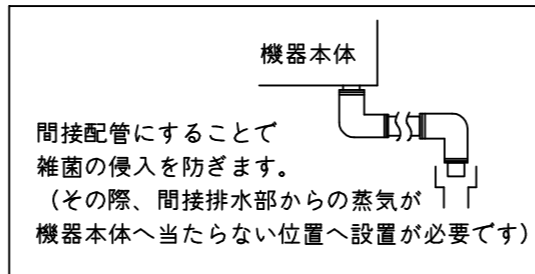 機器本体
間接配管にすることで
雑菌の侵入を防ぎます。
（その際、間接排水部からの蒸気が
機器本体へ当たらない位置へ設置が必要です）